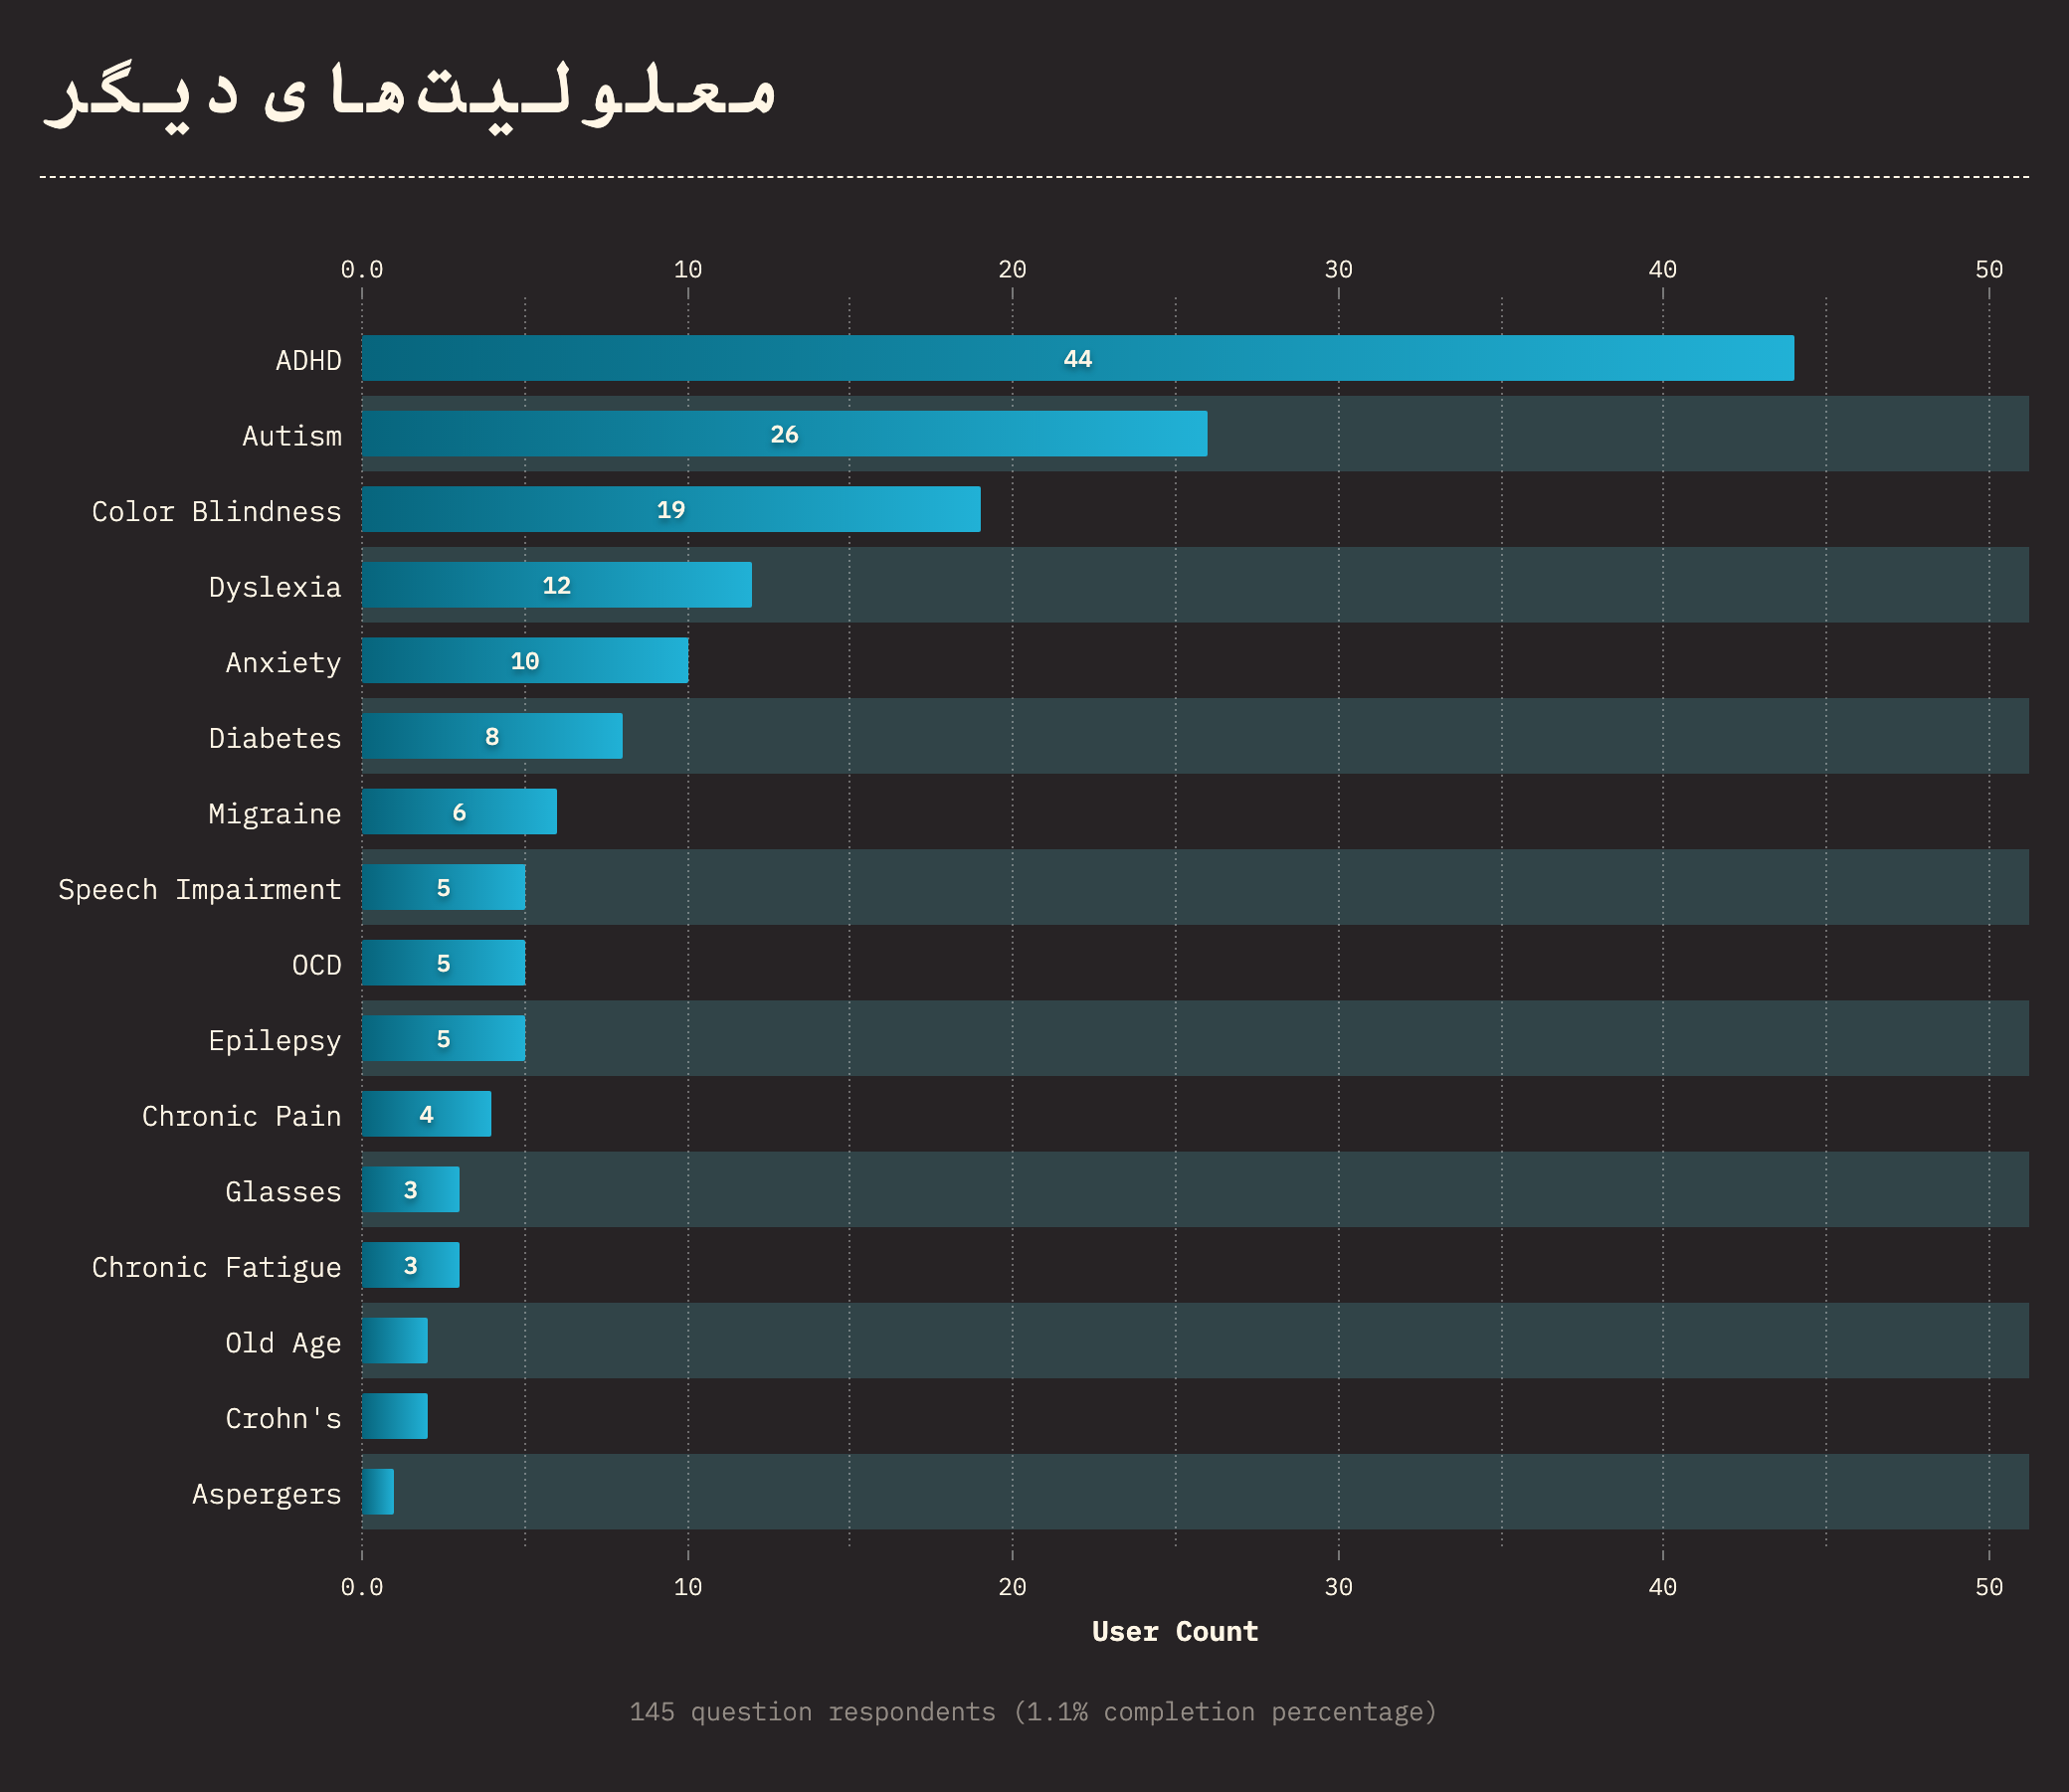 معلولیت‌های دیگر
0.0 10 20 30 40 50
ADHD 44
Autism 26
Color Blindness 19
Dyslexia 12
Anxiety 10
Diabetes 8
Migraine 6
Speech Impairment 5
OCD 5
Epilepsy 5
Chronic Pain 4
Glasses 3
Chronic Fatigue 3
Old Age
Crohn's
Aspergers
0.0 10 20 30 40 50
User Count
145 question respondents (1.1% completion percentage)